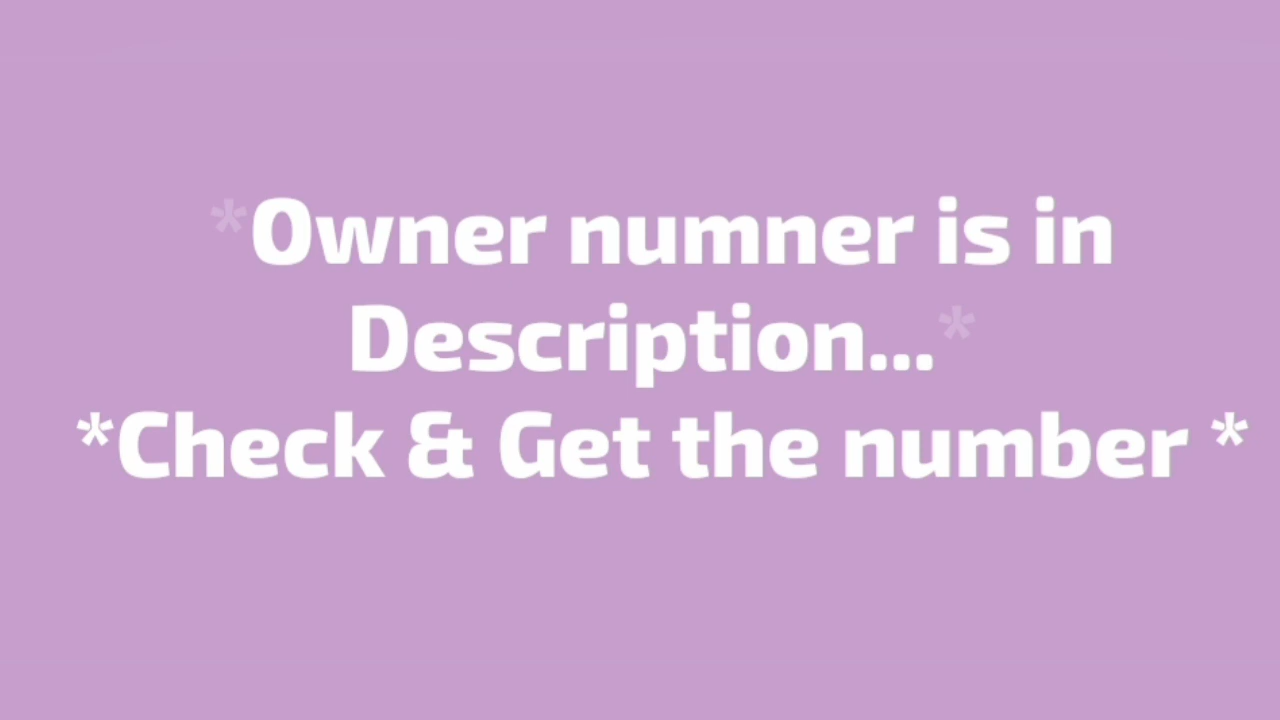 *Owner numner is in
Description...*
*Check & Get the number *